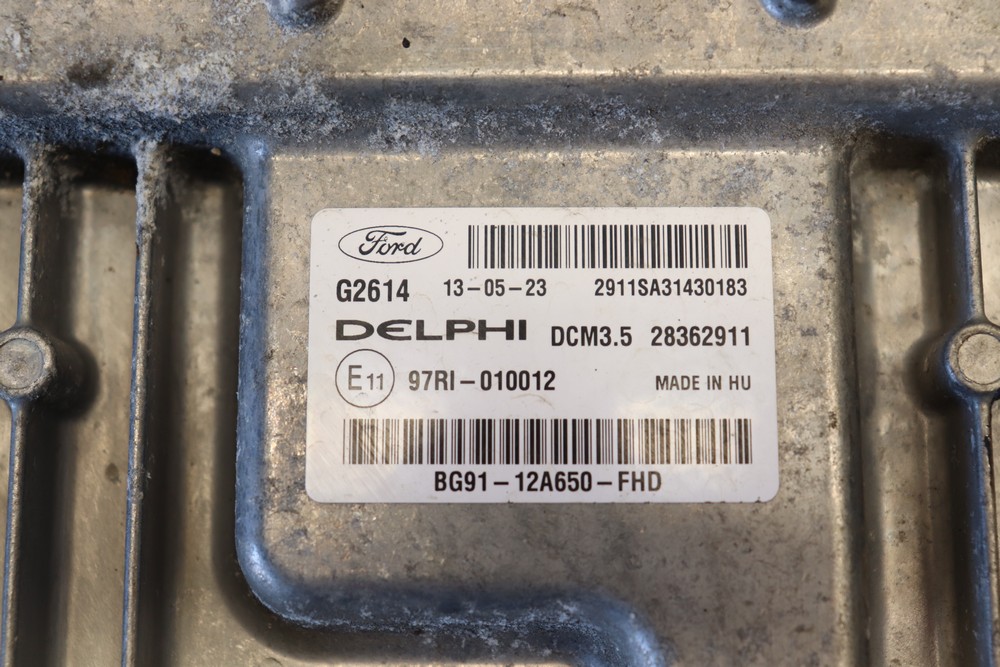 Ford
G2614 13-05-23 2911SA31430183
DELPHI DCM3.5 28362911
E11 97RI-010012 MADE IN HU
BG91-12A650-FHD